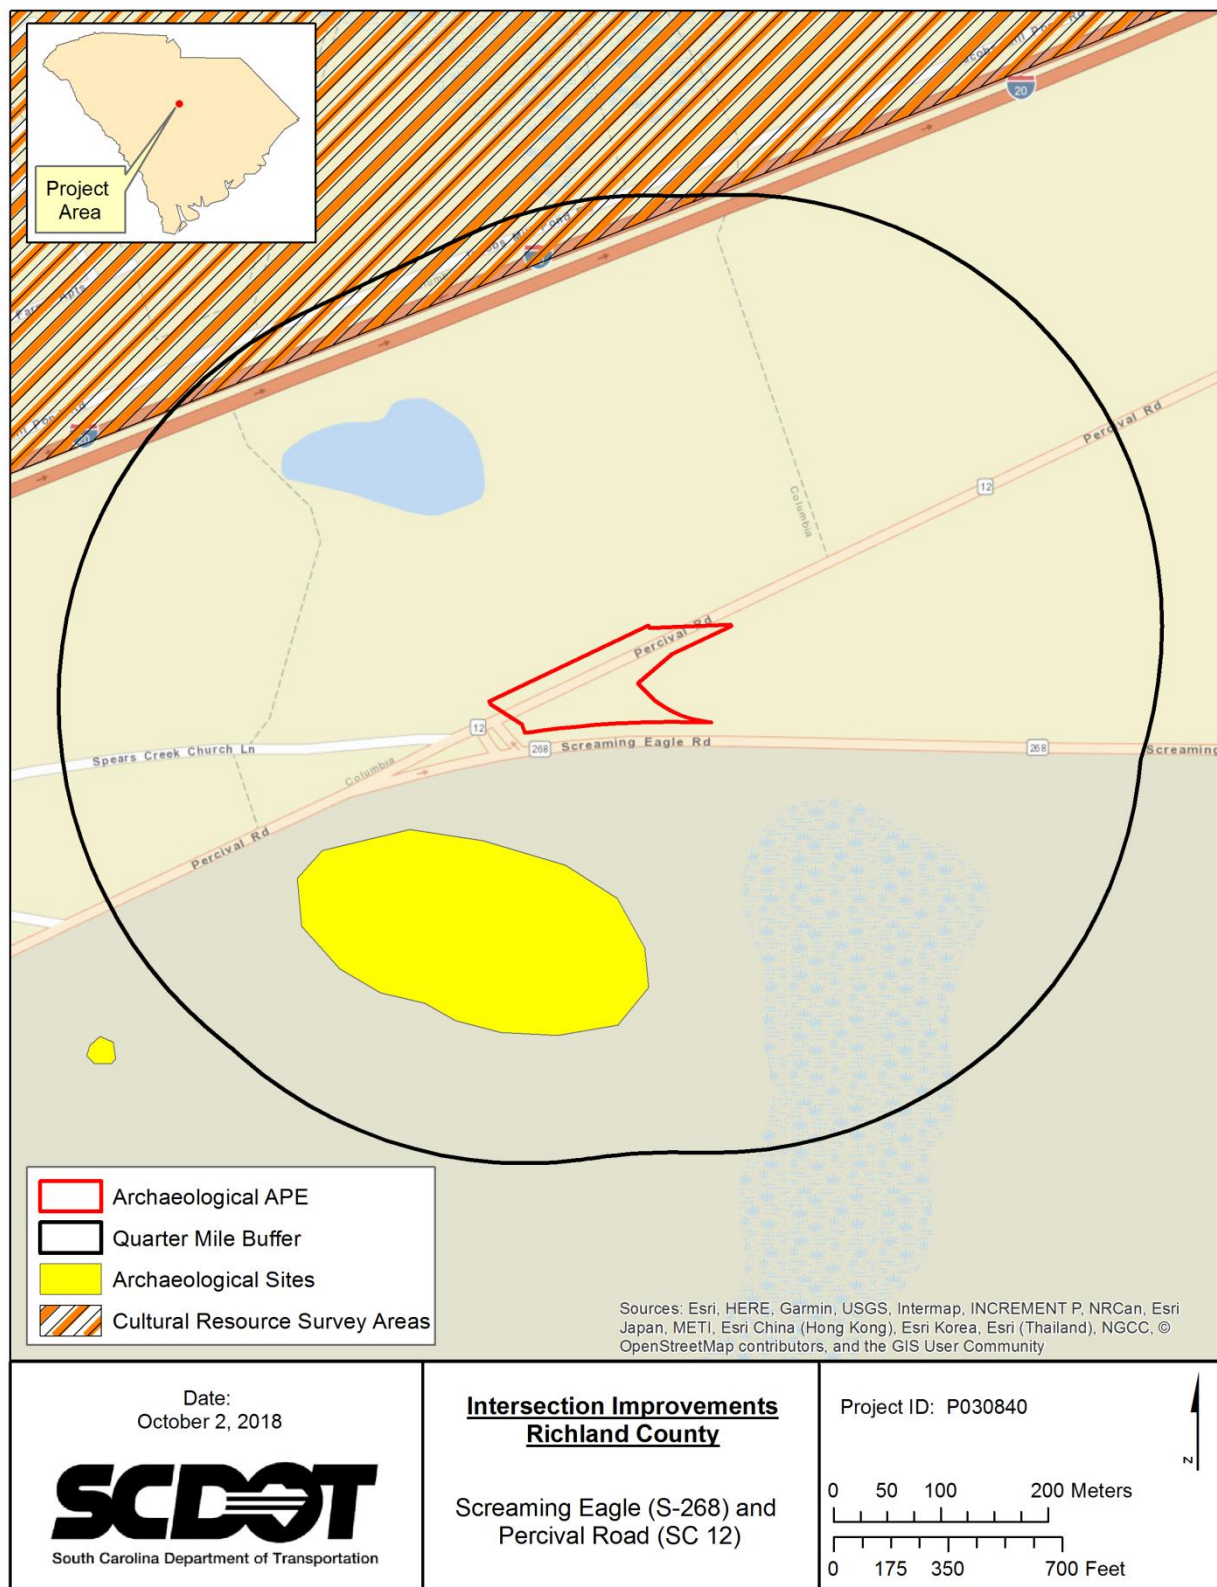 Project
Area
20
Percival Rd
12
Columbia
Percival Rd
12
268
Screaming Eagle Rd
268
Screaming
Spears Creek Church Ln
Columbia
Percival Rd
Archaeological APE
Quarter Mile Buffer
Archaeological Sites
Cultural Resource Survey Areas
Sources: Esri, HERE, Garmin, USGS, Intermap, INCREMENT P, NRCan, Esri
Japan, METI, Esri China (Hong Kong), Esri Korea, Esri (Thailand), NGCC, ©
OpenStreetMap contributors, and the GIS User Community
Date:
October 2, 2018
SCDOT
South Carolina Department of Transportation
Intersection Improvements
Richland County
Screaming Eagle (S-268) and
Percival Road (SC 12)
Project ID: P030840
N
0 50 100 200 Meters
0 175 350 700 Feet